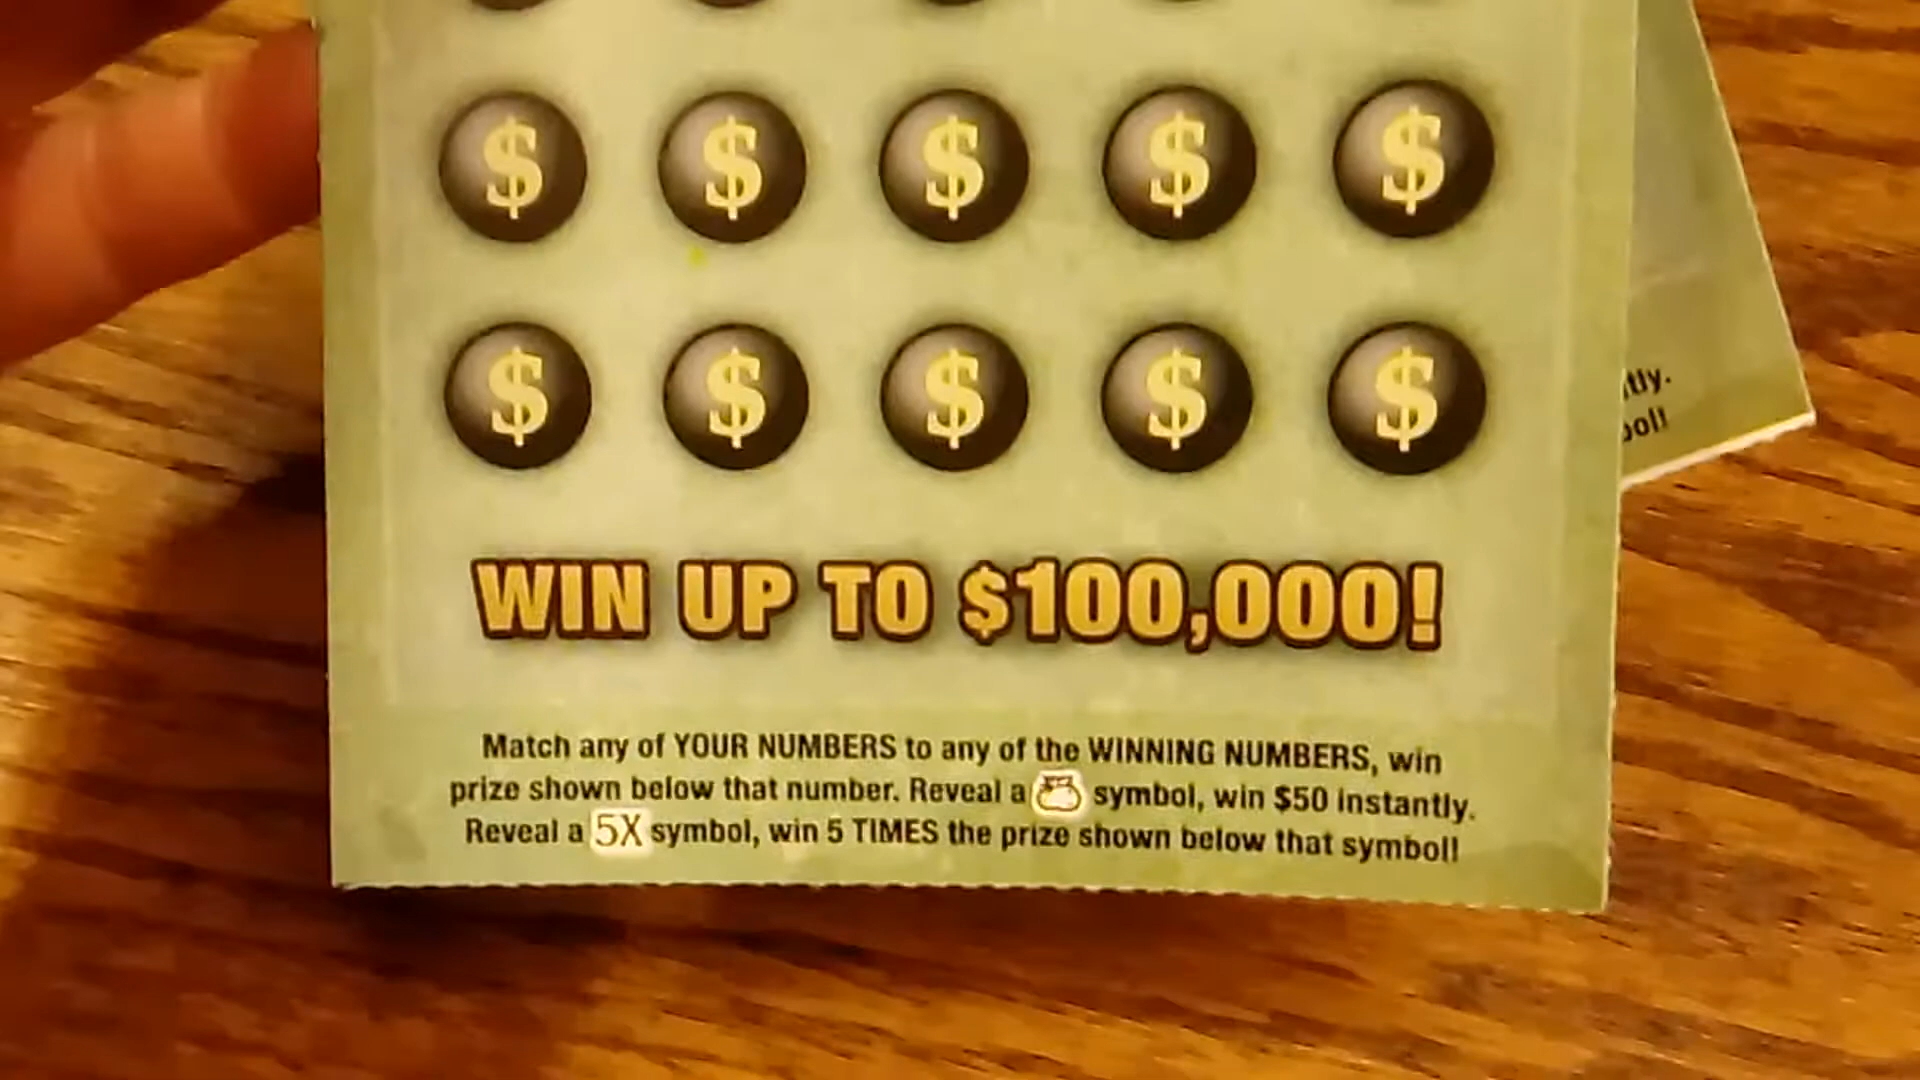 $ $ $ $ $
$ $ $ $ $
WIN UP TO $100,000!
Match any of YOUR NUMBERS to any of the WINNING NUMBERS, win
prize shown below that number. Reveal a symbol, win $50 instantly.
Reveal a 5X symbol, win 5 TIMES the prize shown below that symbol!
tly.
bol!